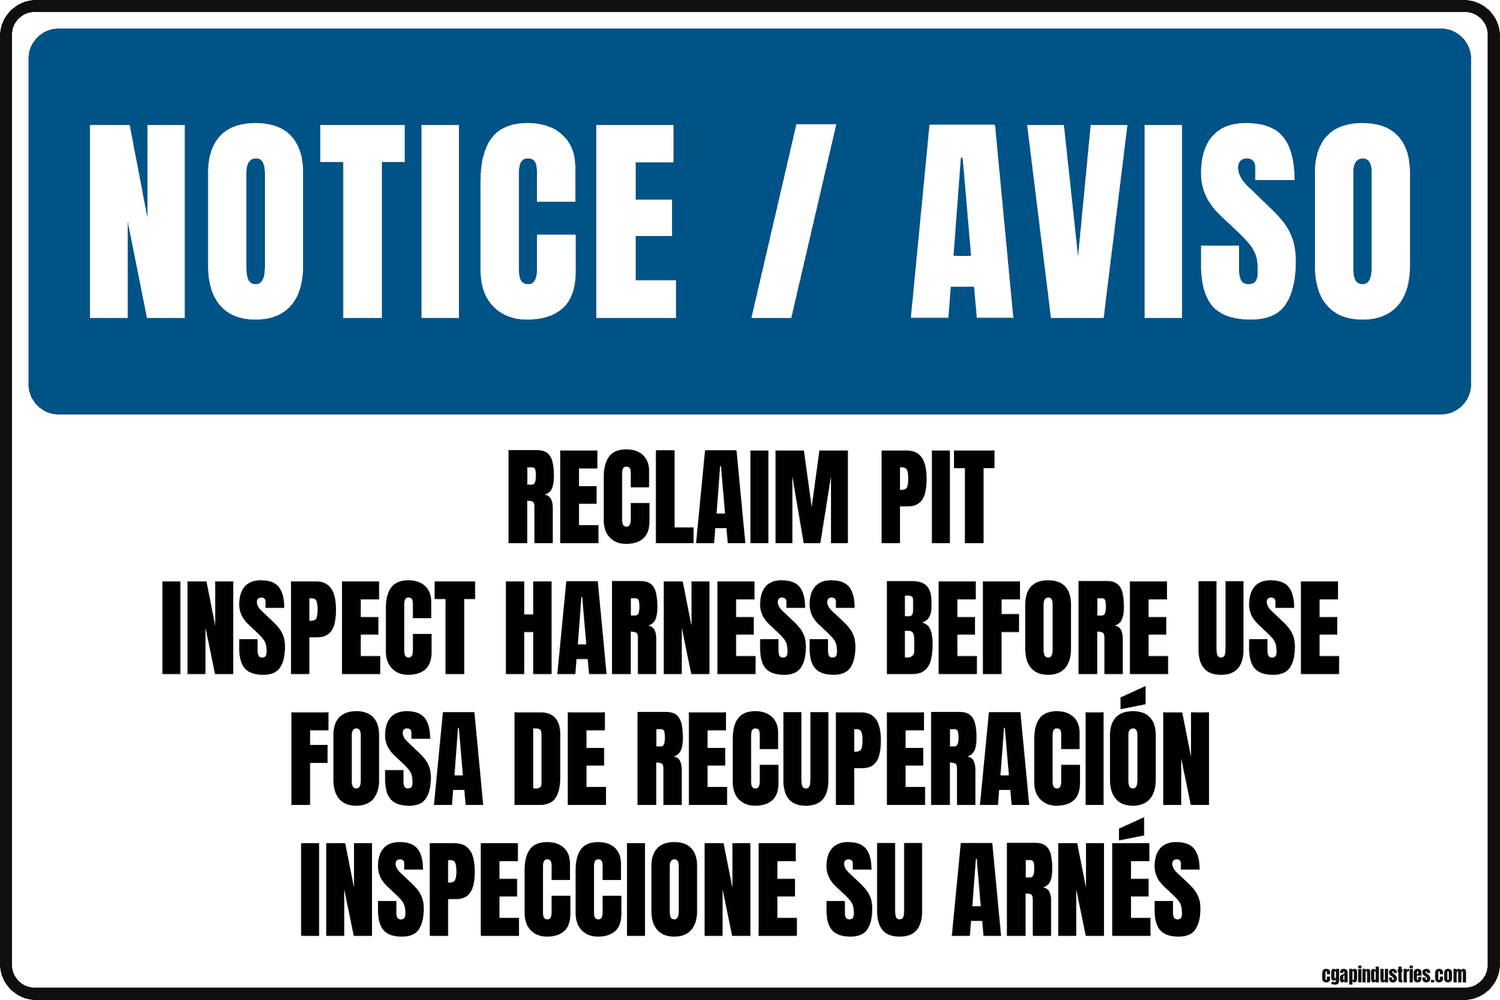 NOTICE / AVISO
RECLAIM PIT
INSPECT HARNESS BEFORE USE
FOSA DE RECUPERACIÓN
INSPECCIONE SU ARNÉS
cgapindustries.com